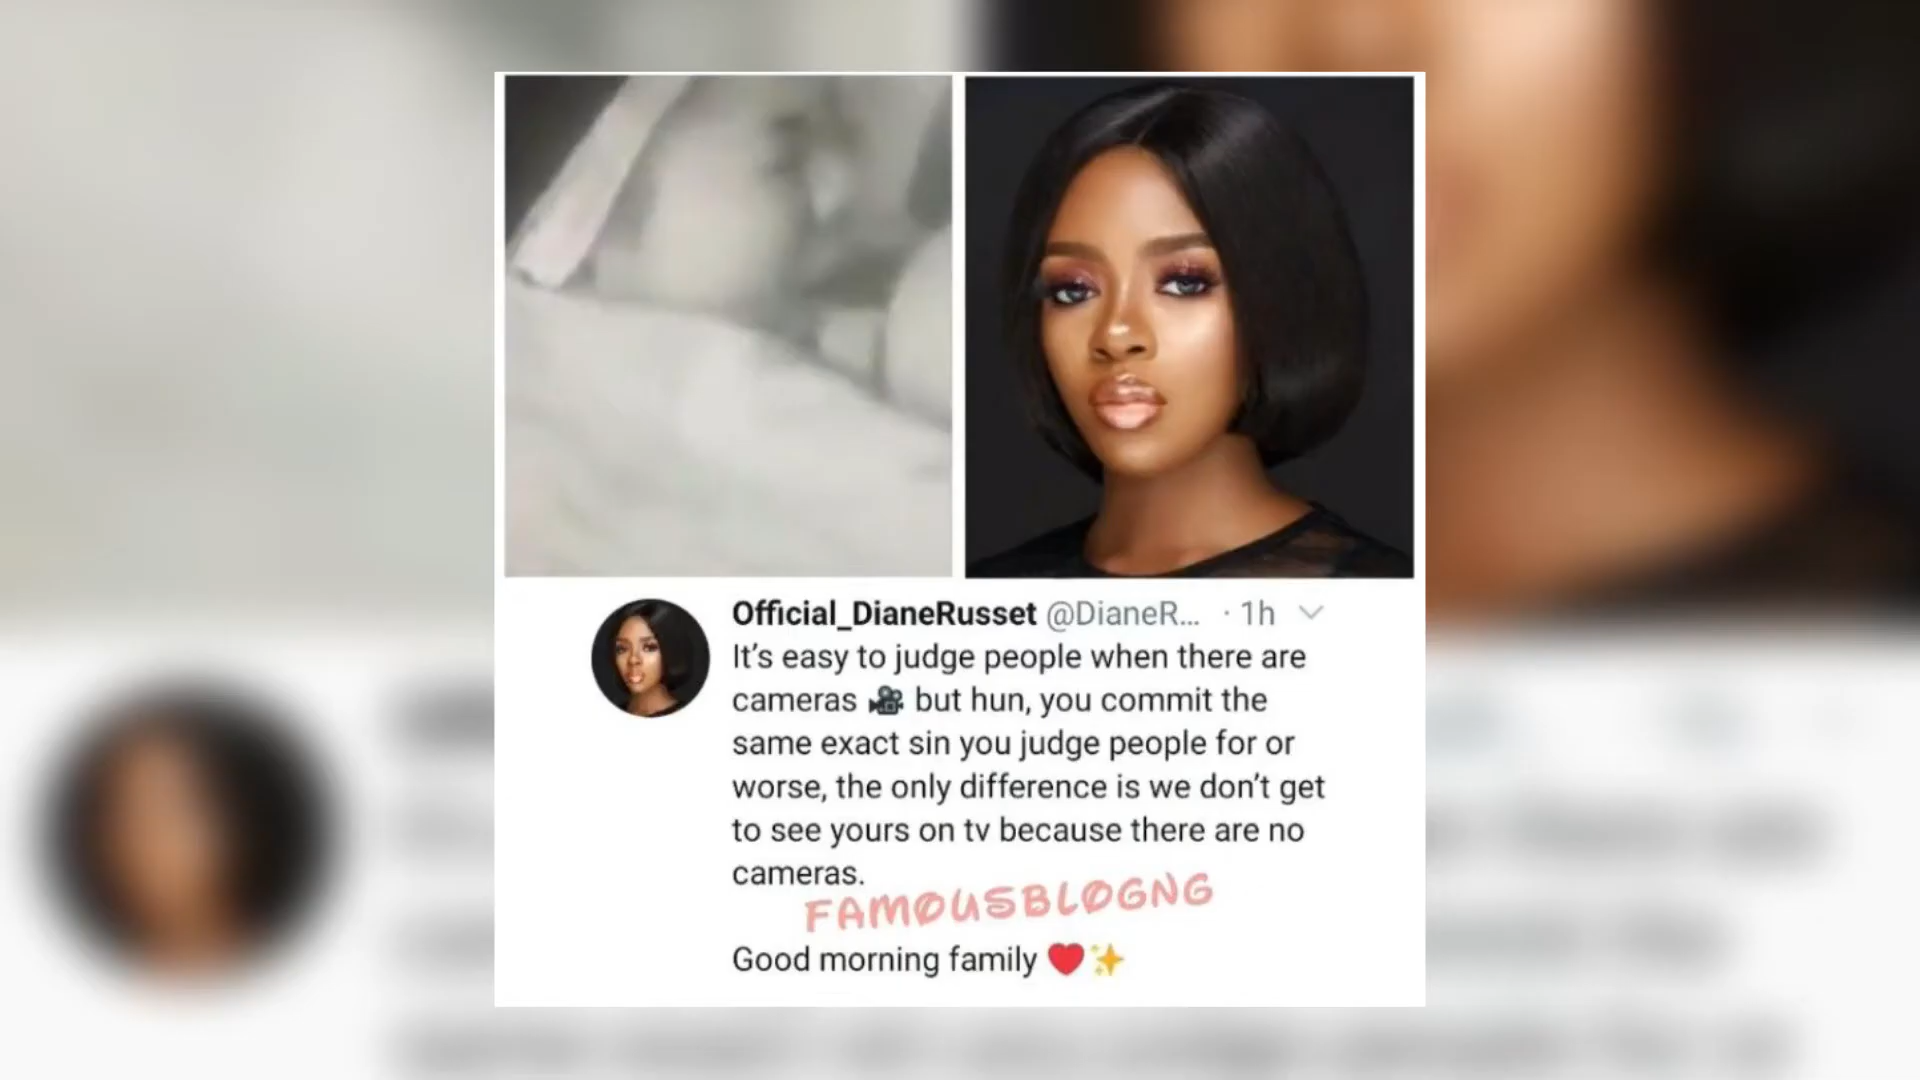 Official_DianeRusset @DianeR... · 1h
It's easy to judge people when there are
cameras 🎥 but hun, you commit the
same exact sin you judge people for or
worse, the only difference is we don't get
to see yours on tv because there are no
cameras.
FAMOUSBLOGNG
Good morning family ❤️✨